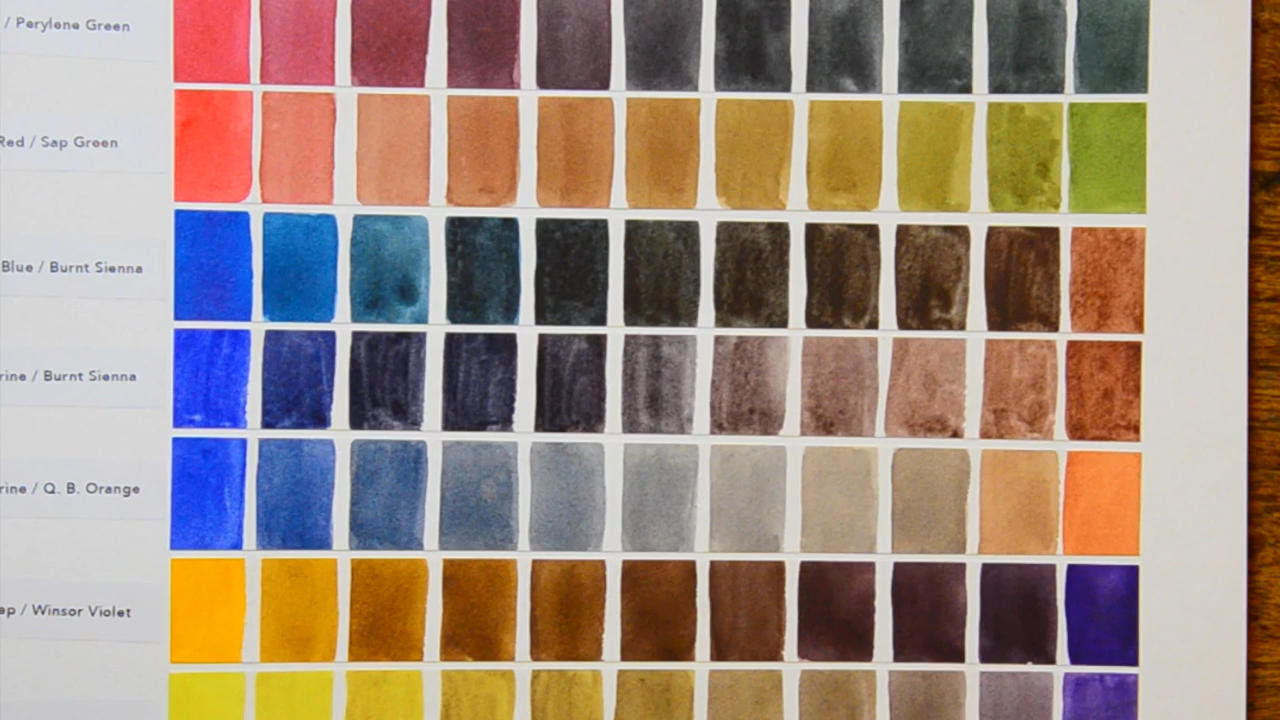 / Perylene Green
Red / Sap Green
Blue / Burnt Sienna
rine / Burnt Sienna
rine / Q. B. Orange
ap / Winsor Violet